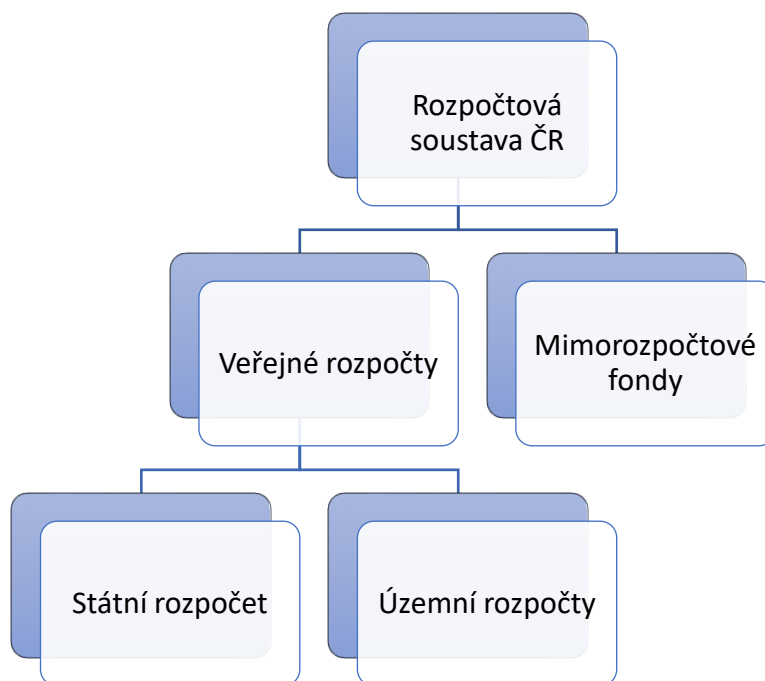 Rozpočtová
soustava ČR
Veřejné rozpočty
Mimorozpočtové
fondy
Státní rozpočet
Územní rozpočty